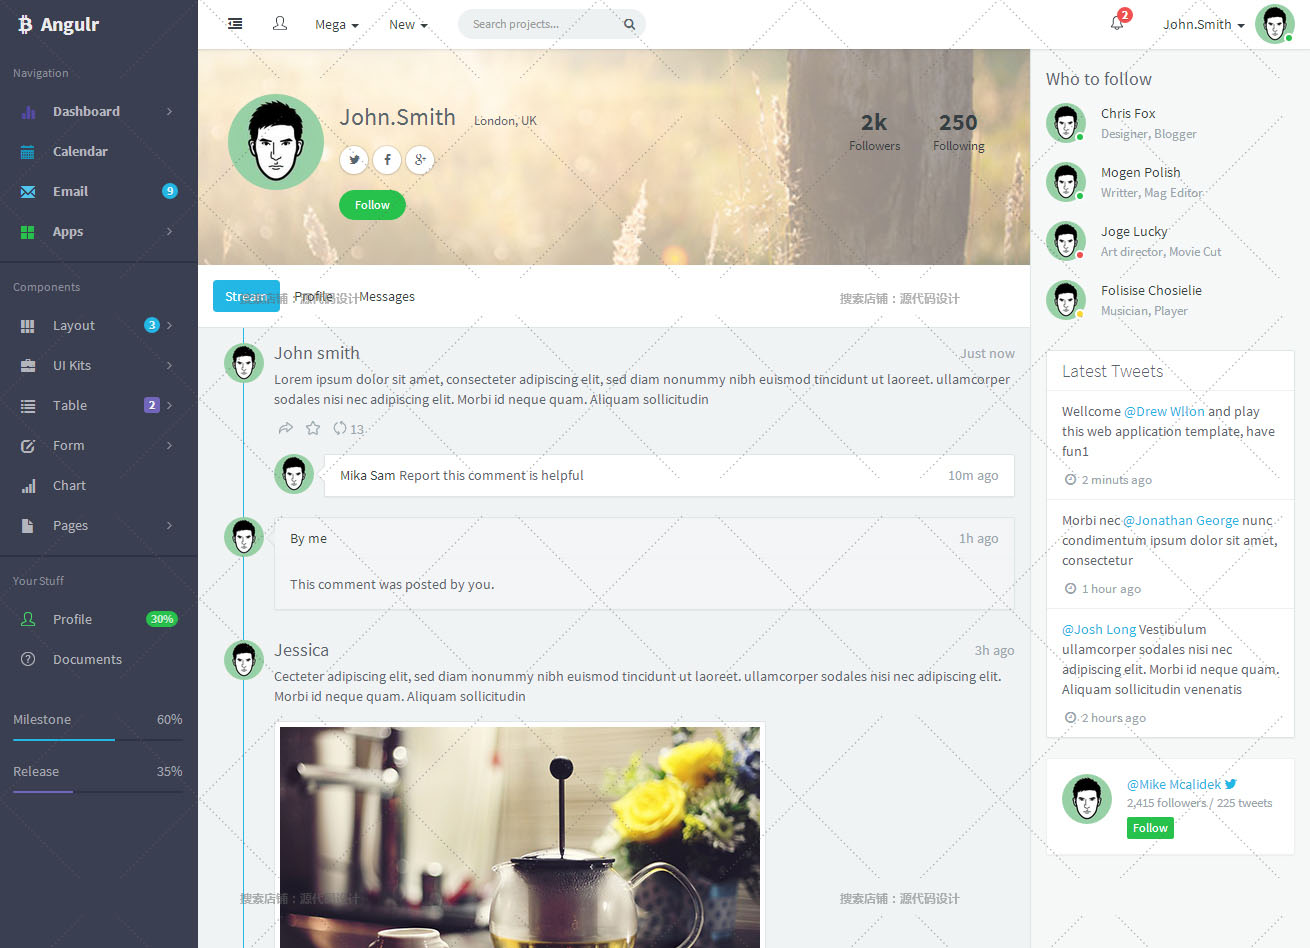 Angulr
Mega
New
Search projects...
2
John.Smith
Navigation
Dashboard
Calendar
Email 9
Apps
Components
Layout 3
UI Kits
Table 2
Form
Chart
Pages
Your Stuff
Profile 30%
Documents
Milestone 60%
Release 35%
John.Smith London, UK
Follow
2k
Followers
250
Following
Stream Profile Messages
搜索店铺：源代码设计
搜索店铺：源代码设计
John smith Just now
Lorem ipsum dolor sit amet, consecteter adipiscing elit, sed diam nonummy nibh euismod tincidunt ut laoreet. ullamcorper
sodales nisi nec adipiscing elit. Morbi id neque quam. Aliquam sollicitudin
13
Mika Sam Report this comment is helpful 10m ago
By me 1h ago
This comment was posted by you.
Jessica 3h ago
Cecteter adipiscing elit, sed diam nonummy nibh euismod tincidunt ut laoreet. ullamcorper sodales nisi nec adipiscing elit.
Morbi id neque quam. Aliquam sollicitudin
搜索店铺：源代码设计
搜索店铺：源代码设计
Who to follow
Chris Fox
Designer, Blogger
Mogen Polish
Writter, Mag Editor
Joge Lucky
Art director, Movie Cut
Folisise Chosielie
Musician, Player
Latest Tweets
Wellcome @Drew Wllon and play
this web application template, have
fun1
2 minuts ago
Morbi nec @Jonathan George nunc
condimentum ipsum dolor sit amet,
consectetur
1 hour ago
@Josh Long Vestibulum
ullamcorper sodales nisi nec
adipiscing elit. Morbi id neque quam.
Aliquam sollicitudin venenatis
2 hours ago
@Mike Mcalidek
2,415 followers / 225 tweets
Follow